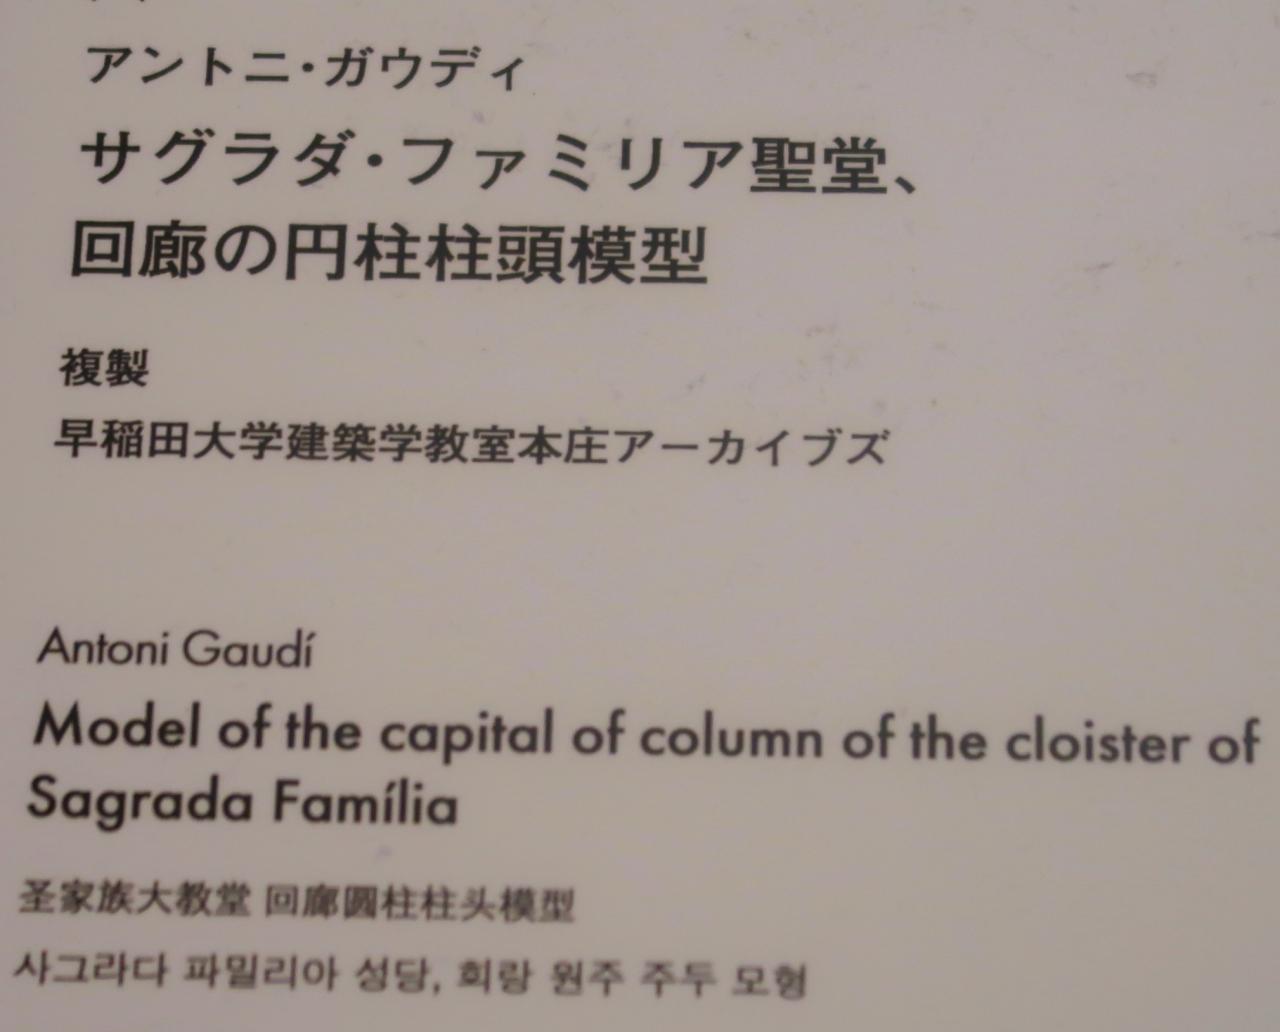 アントニ・ガウディ
サグラダ・ファミリア聖堂、
回廊の円柱柱頭模型
複製
早稲田大学建築学教室本庄アーカイブズ
Antoni Gaudí
Model of the capital of column of the cloister of
Sagrada Família
圣家族大教堂 回廊圆柱柱头模型
사그라다 파밀리아 성당, 회랑 원주 주두 모형